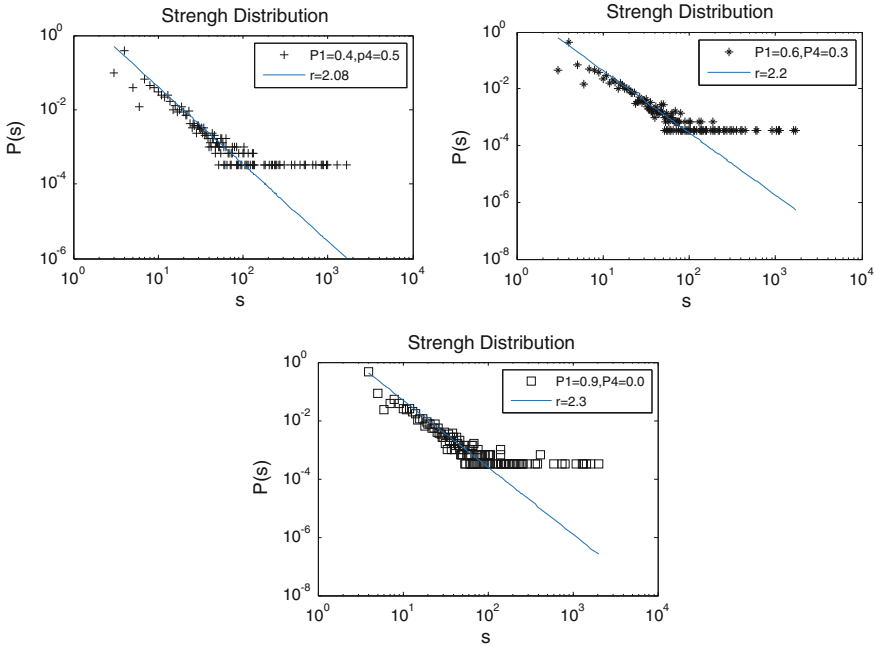 Strengh Distribution
P1=0.4,p4=0.5
r=2.08
10^0
10^-2
10^-4
10^-6
P(s)
10^0
10^1
10^2
10^3
10^4
s
Strengh Distribution
P1=0.6,P4=0.3
r=2.2
10^0
10^-2
10^-4
10^-6
10^-8
P(s)
10^0
10^1
10^2
10^3
10^4
s
Strengh Distribution
P1=0.9,P4=0.0
r=2.3
10^0
10^-2
10^-4
10^-6
10^-8
P(s)
10^0
10^1
10^2
10^3
10^4
s